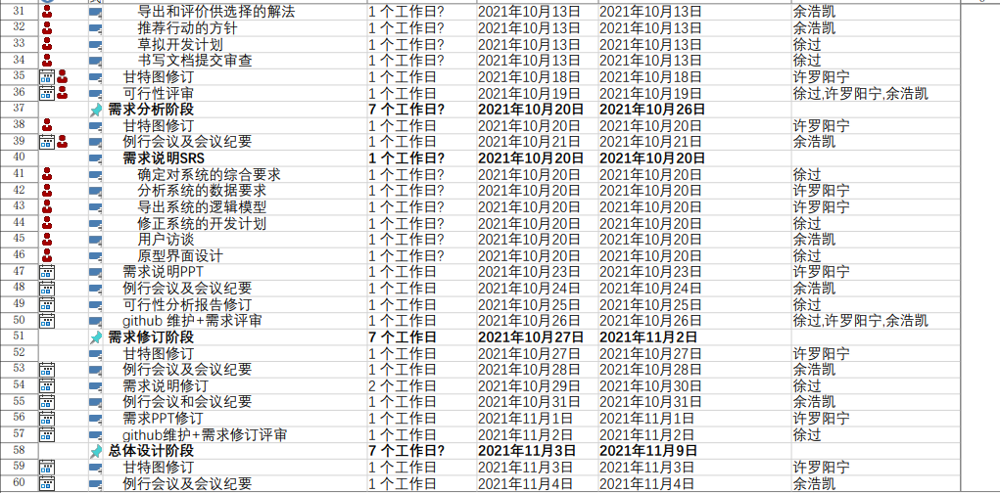 31 导出和评价供选择的解法 1 个工作日? 2021年10月13日 2021年10月13日 余浩凯
32 推荐行动的方针 1 个工作日? 2021年10月13日 2021年10月13日 余浩凯
33 草拟开发计划 1 个工作日? 2021年10月13日 2021年10月13日 徐过
34 书写文档提交审查 1 个工作日? 2021年10月13日 2021年10月13日 徐过
35 甘特图修订 1 个工作日 2021年10月18日 2021年10月18日 许罗阳宁
36 可行性评审 1 个工作日 2021年10月19日 2021年10月19日 徐过,许罗阳宁,余浩凯
37 需求分析阶段 7 个工作日? 2021年10月20日 2021年10月26日
38 甘特图修订 1 个工作日 2021年10月20日 2021年10月20日 许罗阳宁
39 例行会议及会议纪要 1 个工作日 2021年10月21日 2021年10月21日 余浩凯
40 需求说明SRS 1 个工作日? 2021年10月20日 2021年10月20日
41 确定对系统的综合要求 1 个工作日? 2021年10月20日 2021年10月20日 徐过
42 分析系统的数据要求 1 个工作日? 2021年10月20日 2021年10月20日 许罗阳宁
43 导出系统的逻辑模型 1 个工作日? 2021年10月20日 2021年10月20日 许罗阳宁
44 修正系统的开发计划 1 个工作日? 2021年10月20日 2021年10月20日 徐过
45 用户访谈 1 个工作日? 2021年10月20日 2021年10月20日 余浩凯
46 原型界面设计 1 个工作日? 2021年10月20日 2021年10月20日 徐过
47 需求说明PPT 1 个工作日 2021年10月23日 2021年10月23日 许罗阳宁
48 例行会议及会议纪要 1 个工作日 2021年10月24日 2021年10月24日 余浩凯
49 可行性分析报告修订 1 个工作日 2021年10月25日 2021年10月25日 徐过
50 github 维护+需求评审 1 个工作日 2021年10月26日 2021年10月26日 徐过,许罗阳宁,余浩凯
51 需求修订阶段 7 个工作日 2021年10月27日 2021年11月2日
52 甘特图修订 1 个工作日 2021年10月27日 2021年10月27日 许罗阳宁
53 例行会议及会议纪要 1 个工作日 2021年10月28日 2021年10月28日 余浩凯
54 需求说明修订 2 个工作日 2021年10月29日 2021年10月30日 徐过
55 例行会议和会议纪要 1 个工作日 2021年10月31日 2021年10月31日 余浩凯
56 需求PPT修订 1 个工作日 2021年11月1日 2021年11月1日 许罗阳宁
57 github维护+需求修订评审 1 个工作日 2021年11月2日 2021年11月2日 徐过
58 总体设计阶段 7 个工作日? 2021年11月3日 2021年11月9日
59 甘特图修订 1 个工作日 2021年11月3日 2021年11月3日 许罗阳宁
60 例行会议及会议纪要 1 个工作日 2021年11月4日 2021年11月4日 余浩凯